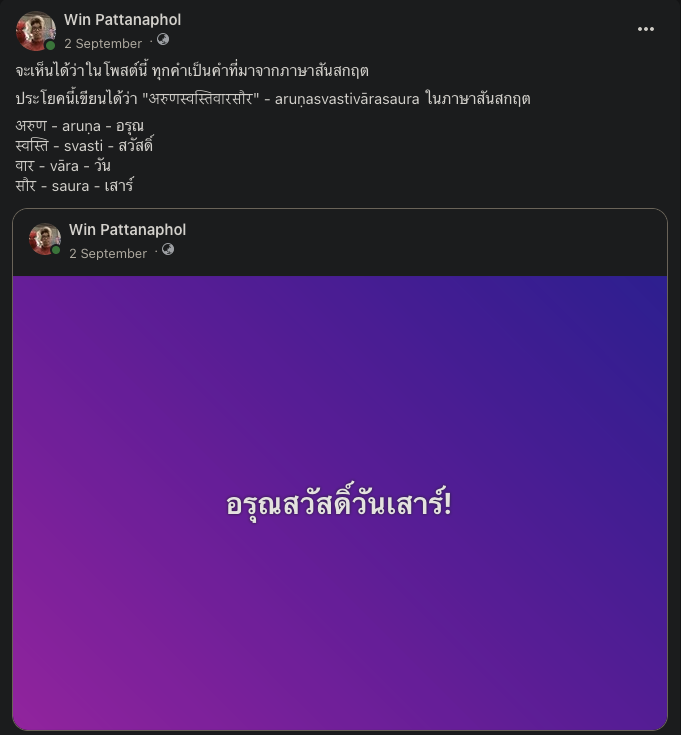 Win Pattanaphol
2 September ·
จะเห็นได้ว่าในโพสต์นี้ ทุกคำเป็นคำที่มาจากภาษาสันสกฤต
ประโยคนี้เขียนได้ว่า "अरुणस्वस्तिवारसौर" - aruṇasvastivārasaura ในภาษาสันสกฤต
अरुण - aruṇa - อรุณ
स्वस्ति - svasti - สวัสดิ์
वार - vāra - วัน
सौर - saura - เสาร์
Win Pattanaphol
2 September ·
อรุณสวัสดิ์วันเสาร์!